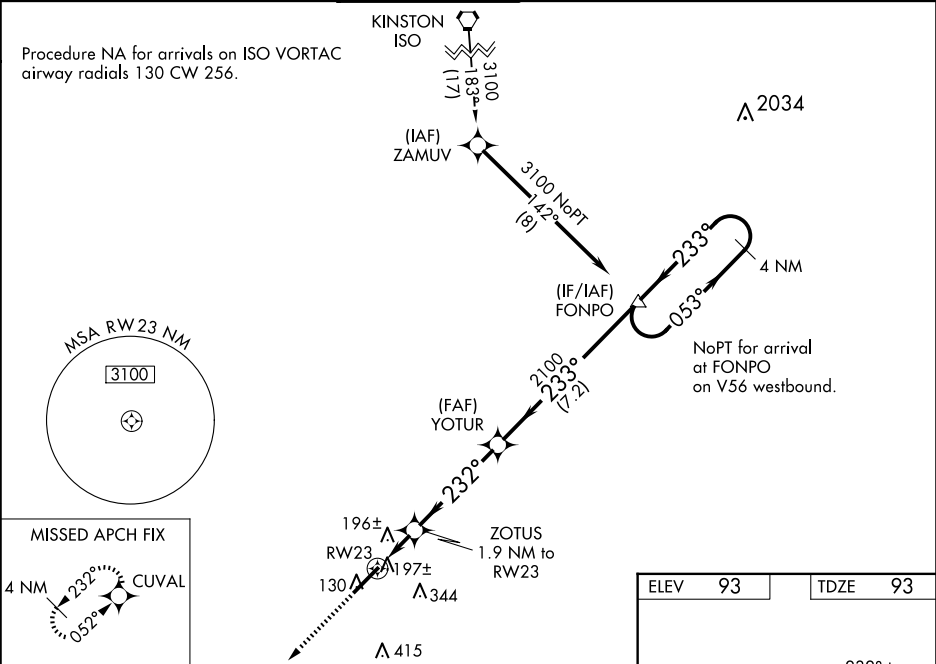 KINSTON
ISO
Procedure NA for arrivals on ISO VORTAC
airway radials 130 CW 256.
3100
183°
(17)
2034
(IAF)
ZAMUV
3100 NoPT
142°
(8)
233°
4 NM
(IF/IAF)
FONPO
053°
NoPT for arrival
at FONPO
on V56 westbound.
MSA RW23 NM
3100
2100
233°
(7.2)
(FAF)
YOTUR
232°
196±
ZOTUS
1.9 NM to
RW23
RW23
197±
130
344
415
MISSED APCH FIX
4 NM
232°
CUVAL
052°
ELEV 93
TDZE 93